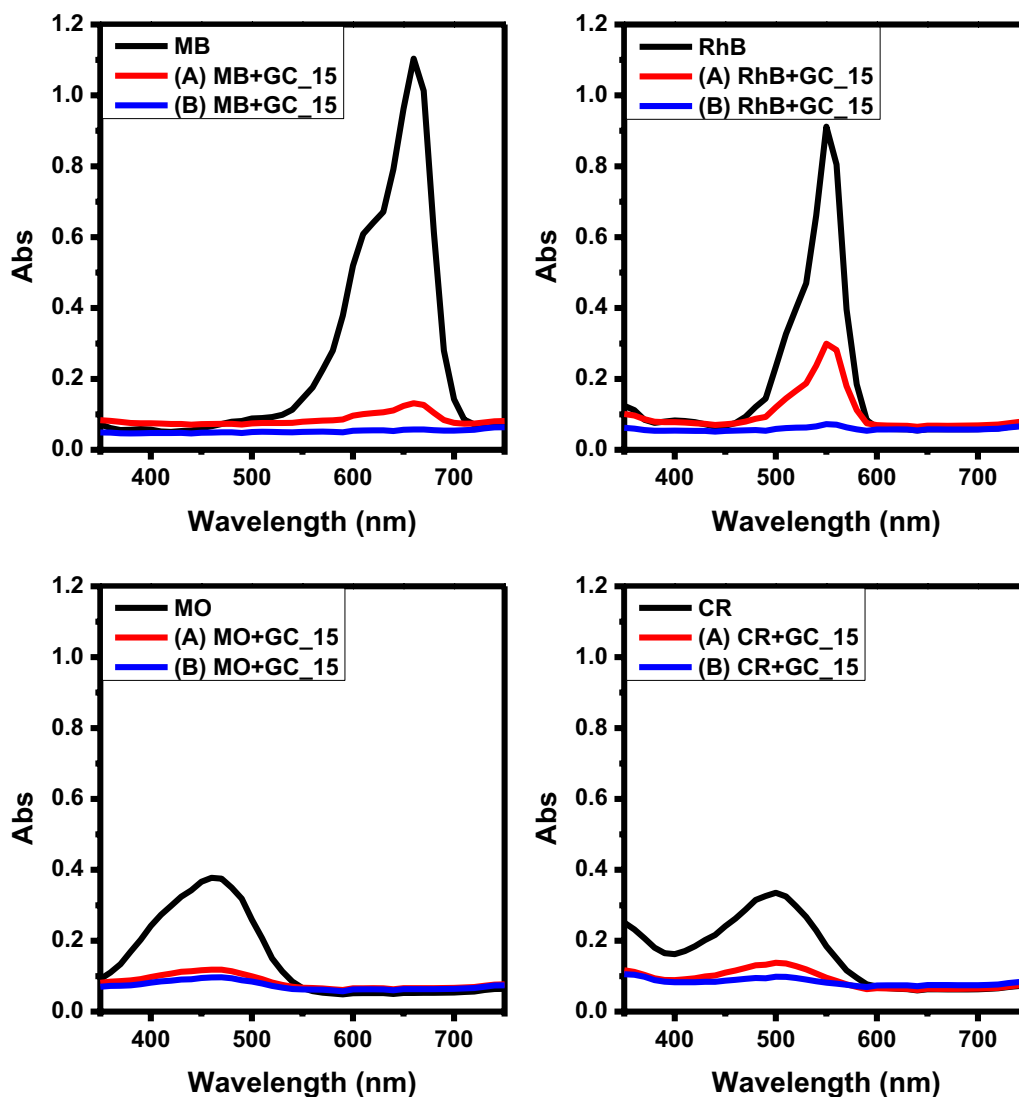 MB
(A) MB+GC_15
(B) MB+GC_15
1.2
1.0
0.8
0.6
0.4
0.2
0.0
Abs
400 500 600 700
Wavelength (nm)
RhB
(A) RhB+GC_15
(B) RhB+GC_15
1.2
1.0
0.8
0.6
0.4
0.2
0.0
Abs
400 500 600 700
Wavelength (nm)
MO
(A) MO+GC_15
(B) MO+GC_15
1.2
1.0
0.8
0.6
0.4
0.2
0.0
Abs
400 500 600 700
Wavelength (nm)
CR
(A) CR+GC_15
(B) CR+GC_15
1.2
1.0
0.8
0.6
0.4
0.2
0.0
Abs
400 500 600 700
Wavelength (nm)